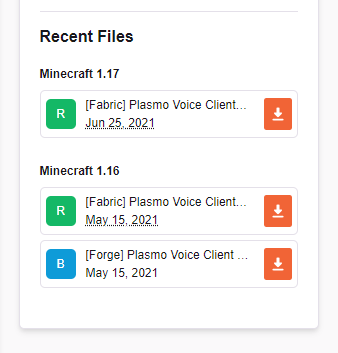 Recent Files
Minecraft 1.17
R
[Fabric] Plasmo Voice Client...
Jun 25, 2021
Minecraft 1.16
R
[Fabric] Plasmo Voice Client...
May 15, 2021
B
[Forge] Plasmo Voice Client ...
May 15, 2021